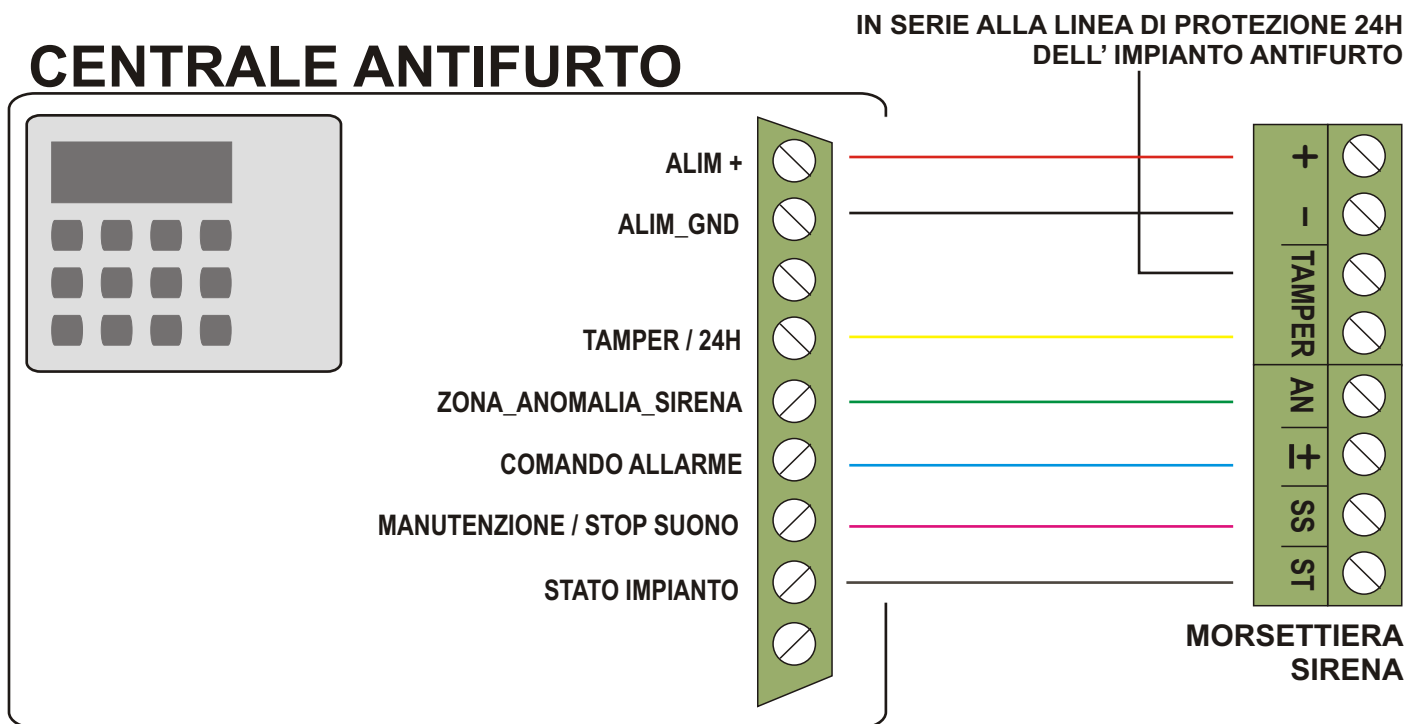 IN SERIE ALLA LINEA DI PROTEZIONE 24H
DELL' IMPIANTO ANTIFURTO
CENTRALE ANTIFURTO
ALIM +
ALIM_GND
TAMPER / 24H
ZONA_ANOMALIA_SIRENA
COMANDO ALLARME
MANUTENZIONE / STOP SUONO
STATO IMPIANTO
+
−
TAMPER
AN
±
SS
ST
MORSETTIERA
SIRENA